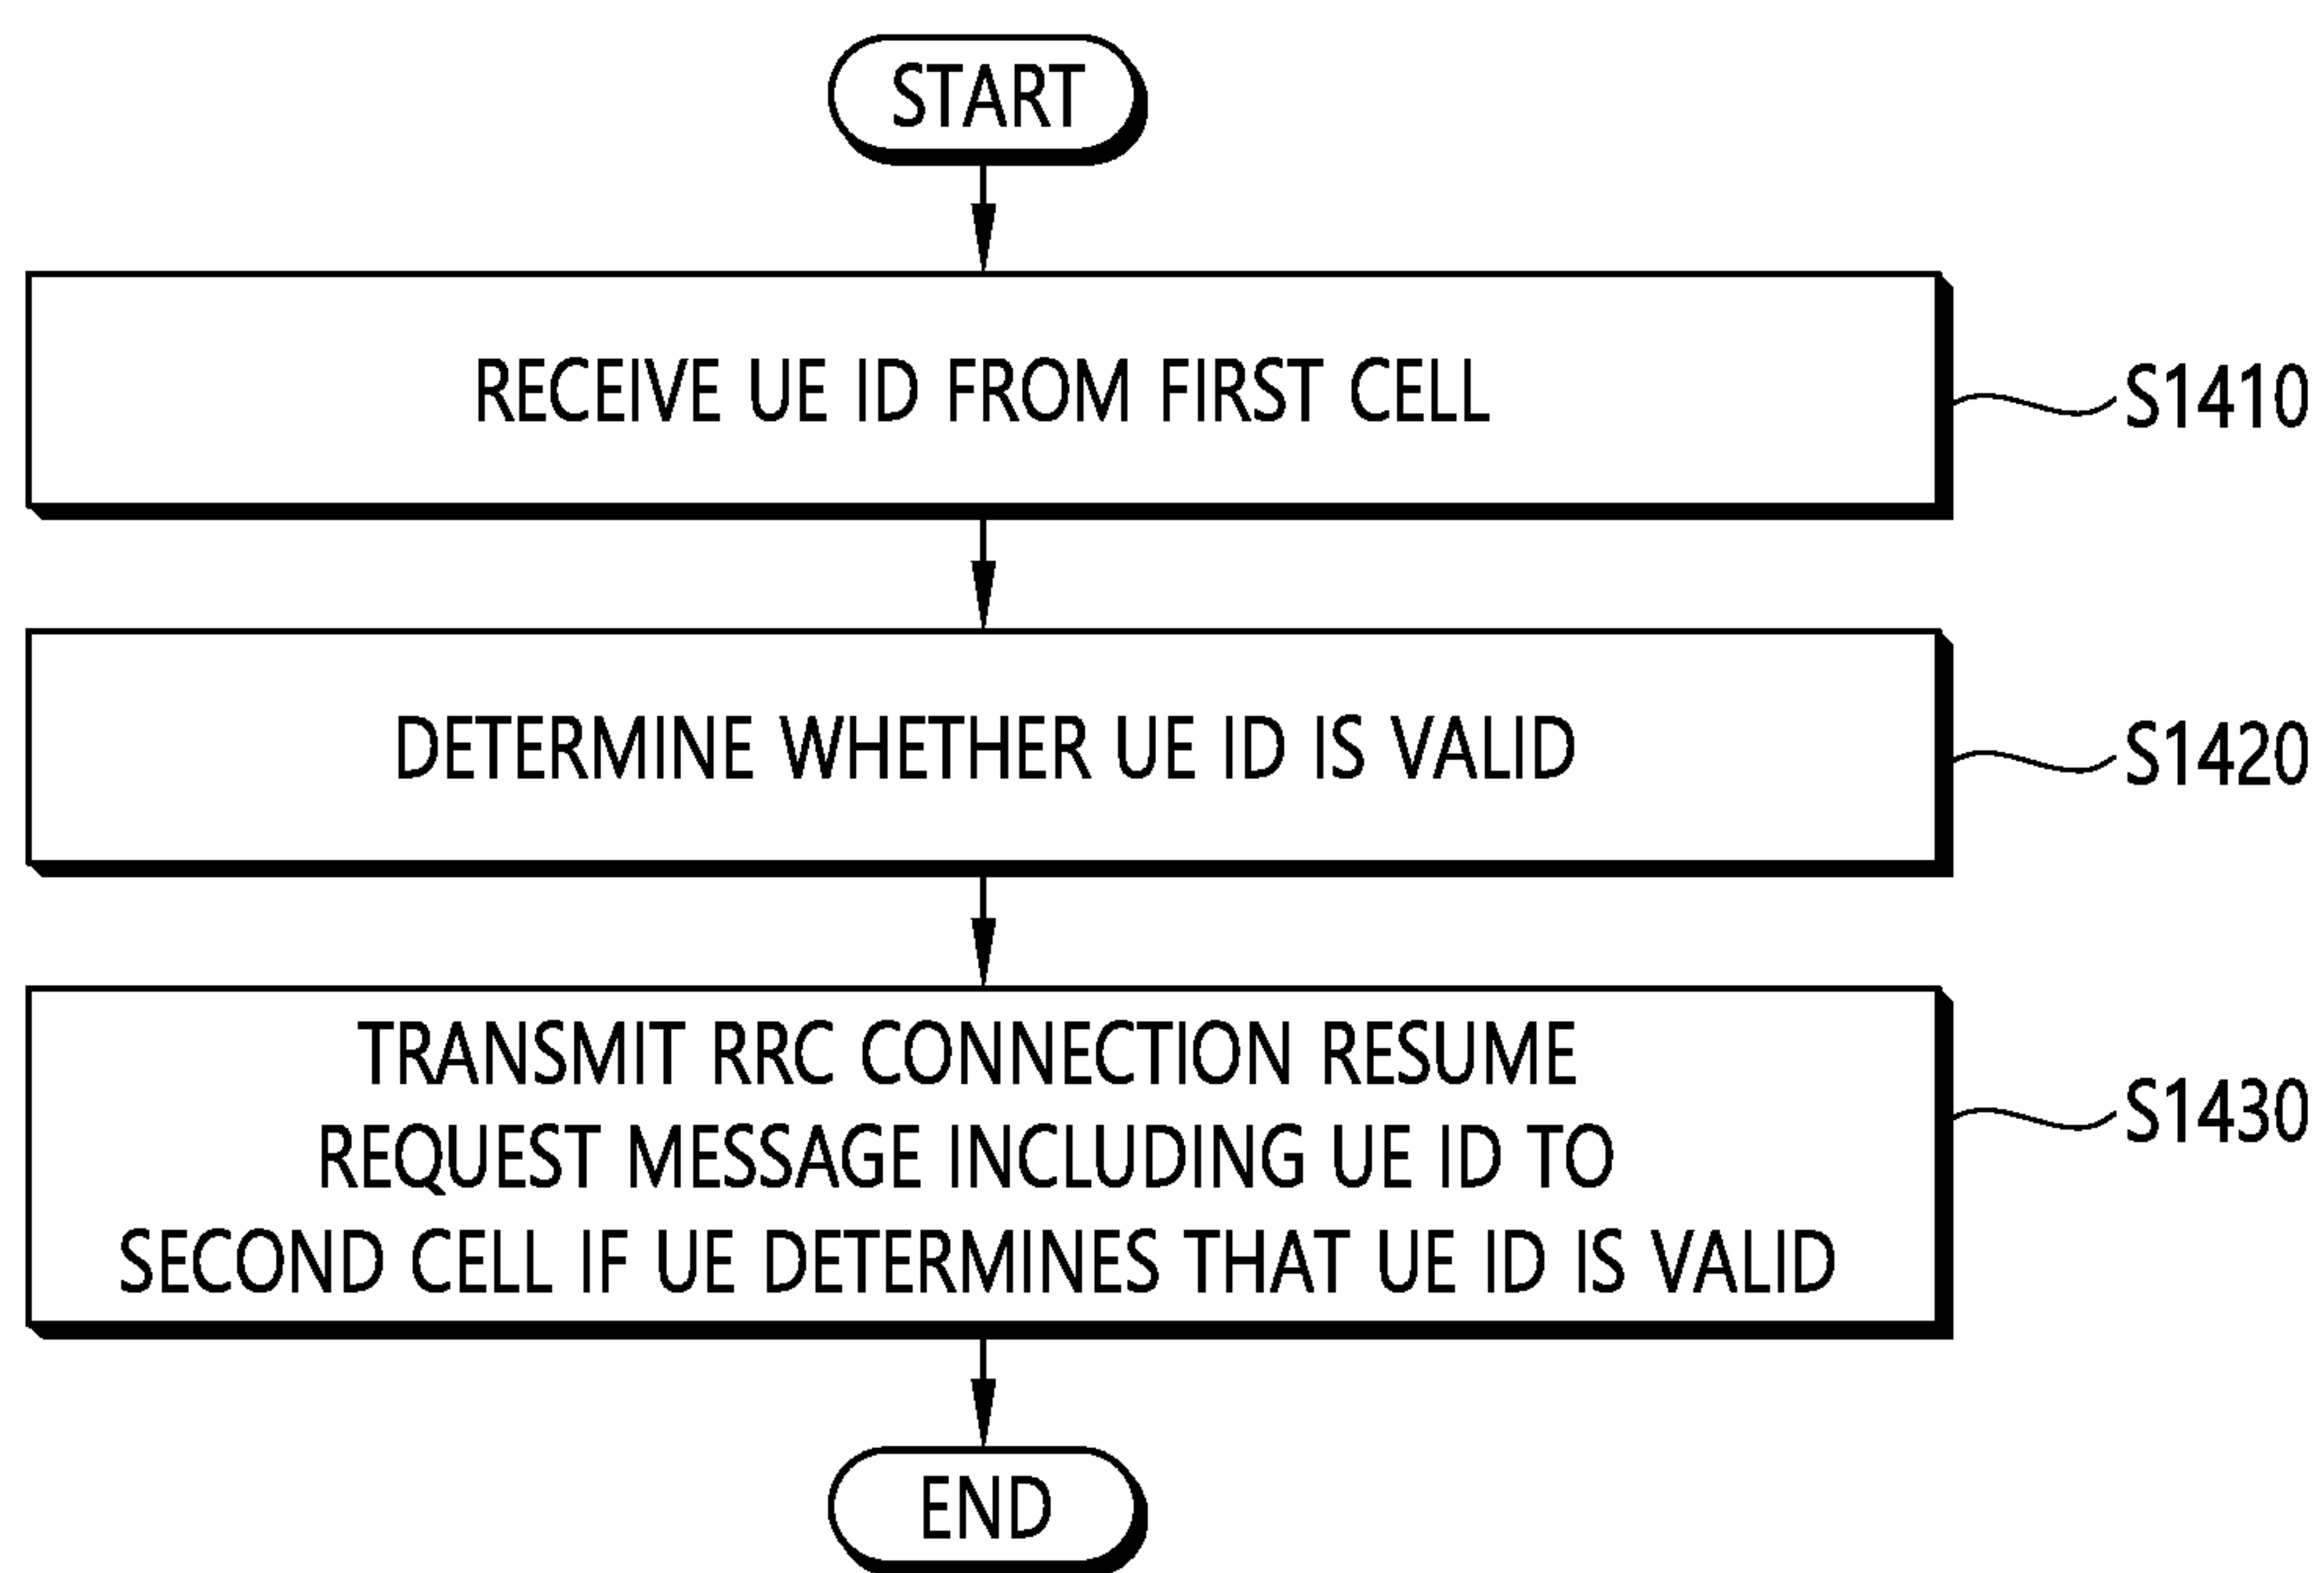 START
RECEIVE UE ID FROM FIRST CELL
S1410
DETERMINE WHETHER UE ID IS VALID
S1420
TRANSMIT RRC CONNECTION RESUME
REQUEST MESSAGE INCLUDING UE ID TO
SECOND CELL IF UE DETERMINES THAT UE ID IS VALID
S1430
END